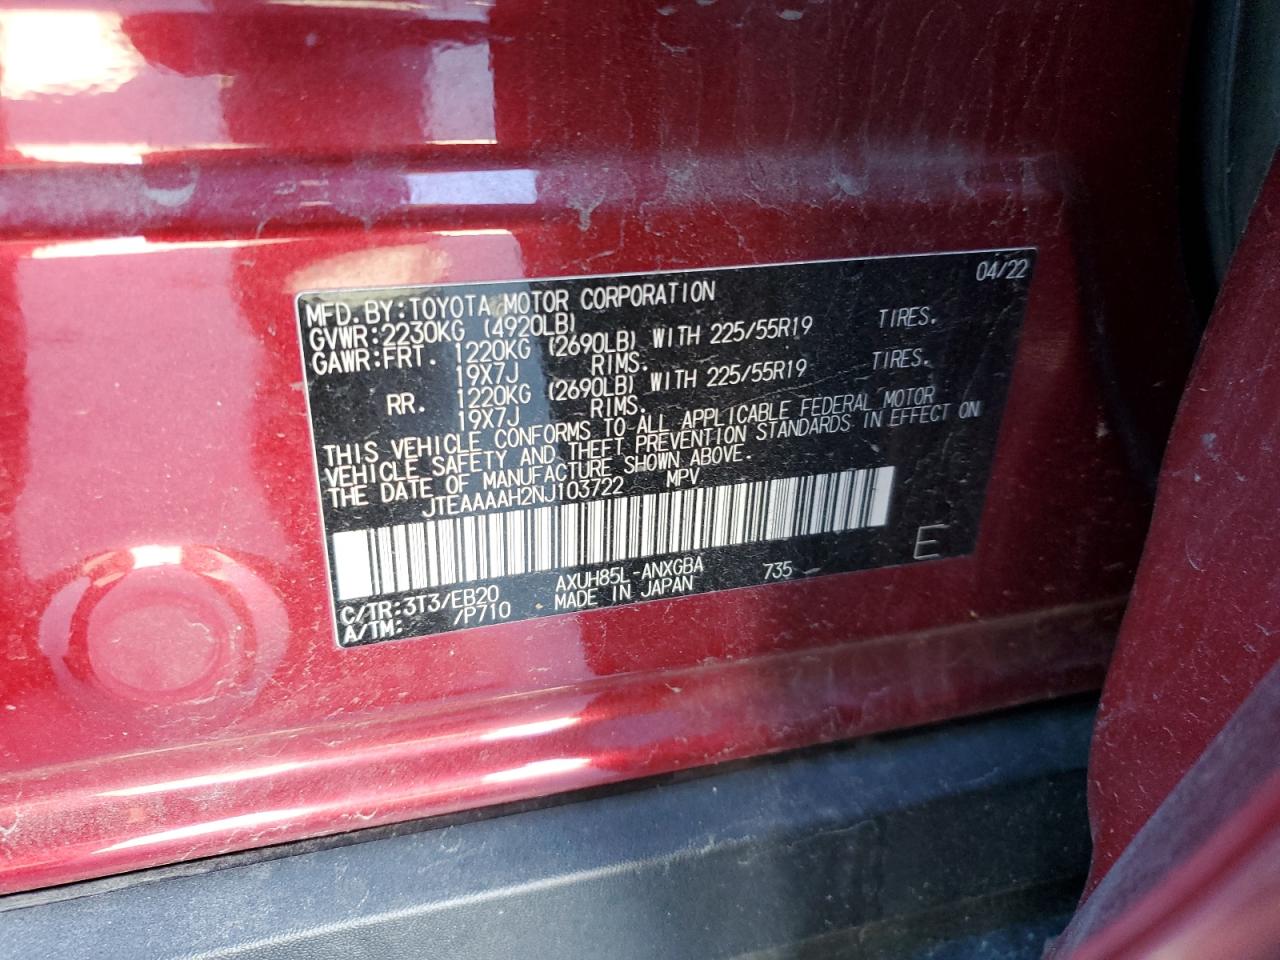 04/22
MFD. BY: TOYOTA MOTOR CORPORATION
GVWR: 2230KG (4920LB)
GAWR: FRT. 1220KG (2690LB) WITH 225/55R19 TIRES.
19X7J RIMS.
RR. 1220KG (2690LB) WITH 225/55R19 TIRES.
19X7J RIMS.
THIS VEHICLE CONFORMS TO ALL APPLICABLE FEDERAL MOTOR
VEHICLE SAFETY AND THEFT PREVENTION STANDARDS IN EFFECT ON
THE DATE OF MANUFACTURE SHOWN ABOVE.
JTEAAAAH2NJ103722 MPV
E
C/TR: 3T3/EB20 AXUH85L-ANXGBA 735
A/TM: /P710 MADE IN JAPAN